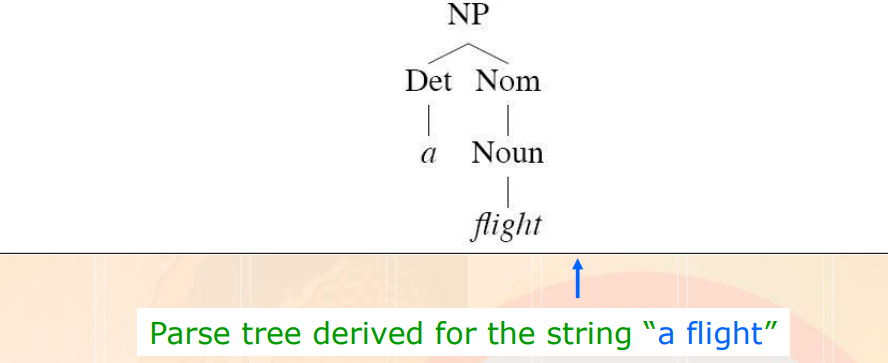 NP
Det Nom
a Noun
flight
Parse tree derived for the string “a flight”